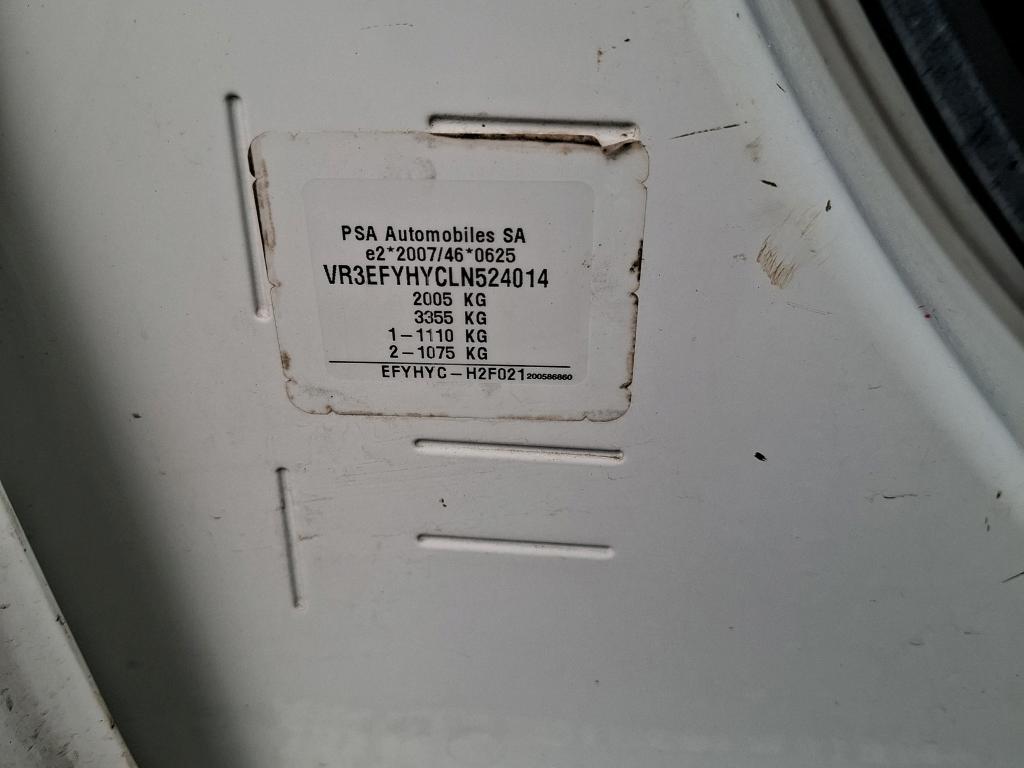 PSA Automobiles SA
e2*2007/46*0625
VR3EFYHYCLN524014
2005 KG
3355 KG
1-1110 KG
2-1075 KG
EFYHYC-H2F021 200586860